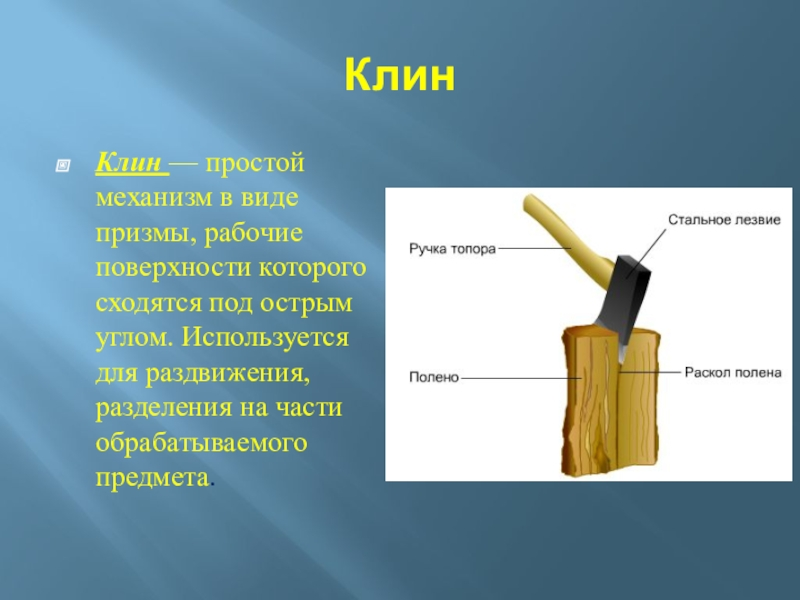 Клин
Клин — простой
механизм в виде
призмы, рабочие
поверхности которого
сходятся под острым
углом. Используется
для раздвижения,
разделения на части
обрабатываемого
предмета.
Стальное лезвие
Ручка топора
Полено
Раскол полена